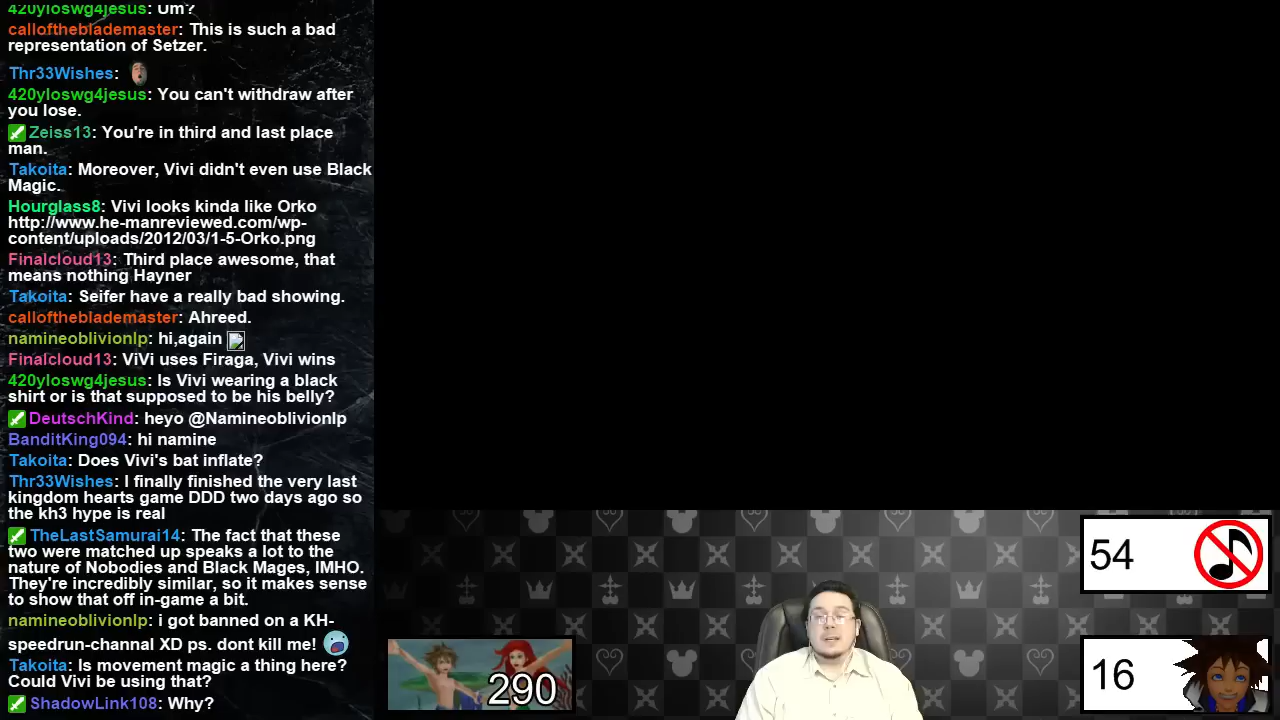 420yloswg4jesus: Um?
calloftheblademaster: This is such a bad
representation of Setzer.
Thr33Wishes:
420yloswg4jesus: You can't withdraw after
you lose.
Zeiss13: You're in third and last place
man.
Takoita: Moreover, Vivi didn't even use Black
Magic.
Hourglass8: Vivi looks kinda like Orko
http://www.he-manreviewed.com/wp-
content/uploads/2012/03/1-5-Orko.png
Finalcloud13: Third place awesome, that
means nothing Hayner
Takoita: Seifer have a really bad showing.
calloftheblademaster: Ahreed.
namineoblivionlp: hi,again
Finalcloud13: ViVi uses Firaga, Vivi wins
420yloswg4jesus: Is Vivi wearing a black
shirt or is that supposed to be his belly?
DeutschKind: heyo @Namineoblivionlp
BanditKing094: hi namine
Takoita: Does Vivi's bat inflate?
Thr33Wishes: I finally finished the very last
kingdom hearts game DDD two days ago so
the kh3 hype is real
TheLastSamurai14: The fact that these
two were matched up speaks a lot to the
nature of Nobodies and Black Mages, IMHO.
They're incredibly similar, so it makes sense
to show that off in-game a bit.
namineoblivionlp: i got banned on a KH-
speedrun-channal XD ps. dont kill me!
Takoita: Is movement magic a thing here?
Could Vivi be using that?
ShadowLink108: Why?
54
290
16